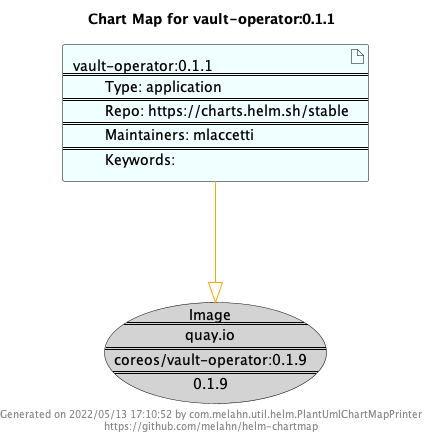 Chart Map for vault-operator:0.1.1
vault-operator:0.1.1
Type: application
Repo: https://charts.helm.sh/stable
Maintainers: mlaccetti
Keywords:
Image
quay.io
coreos/vault-operator:0.1.9
0.1.9
Generated on 2022/05/13 17:10:52 by com.melahn.util.helm.PlantUmlChartMapPrinter
https://github.com/melahn/helm-chartmap